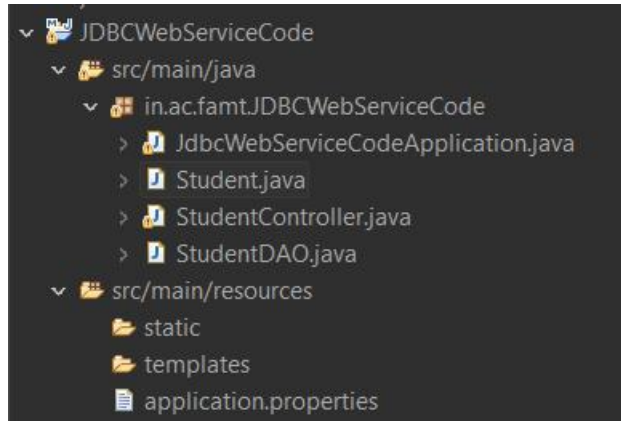 JDBCWebServiceCode
src/main/java
in.ac.famt.JDBCWebServiceCode
JdbcWebServiceCodeApplication.java
Student.java
StudentController.java
StudentDAO.java
src/main/resources
static
templates
application.properties